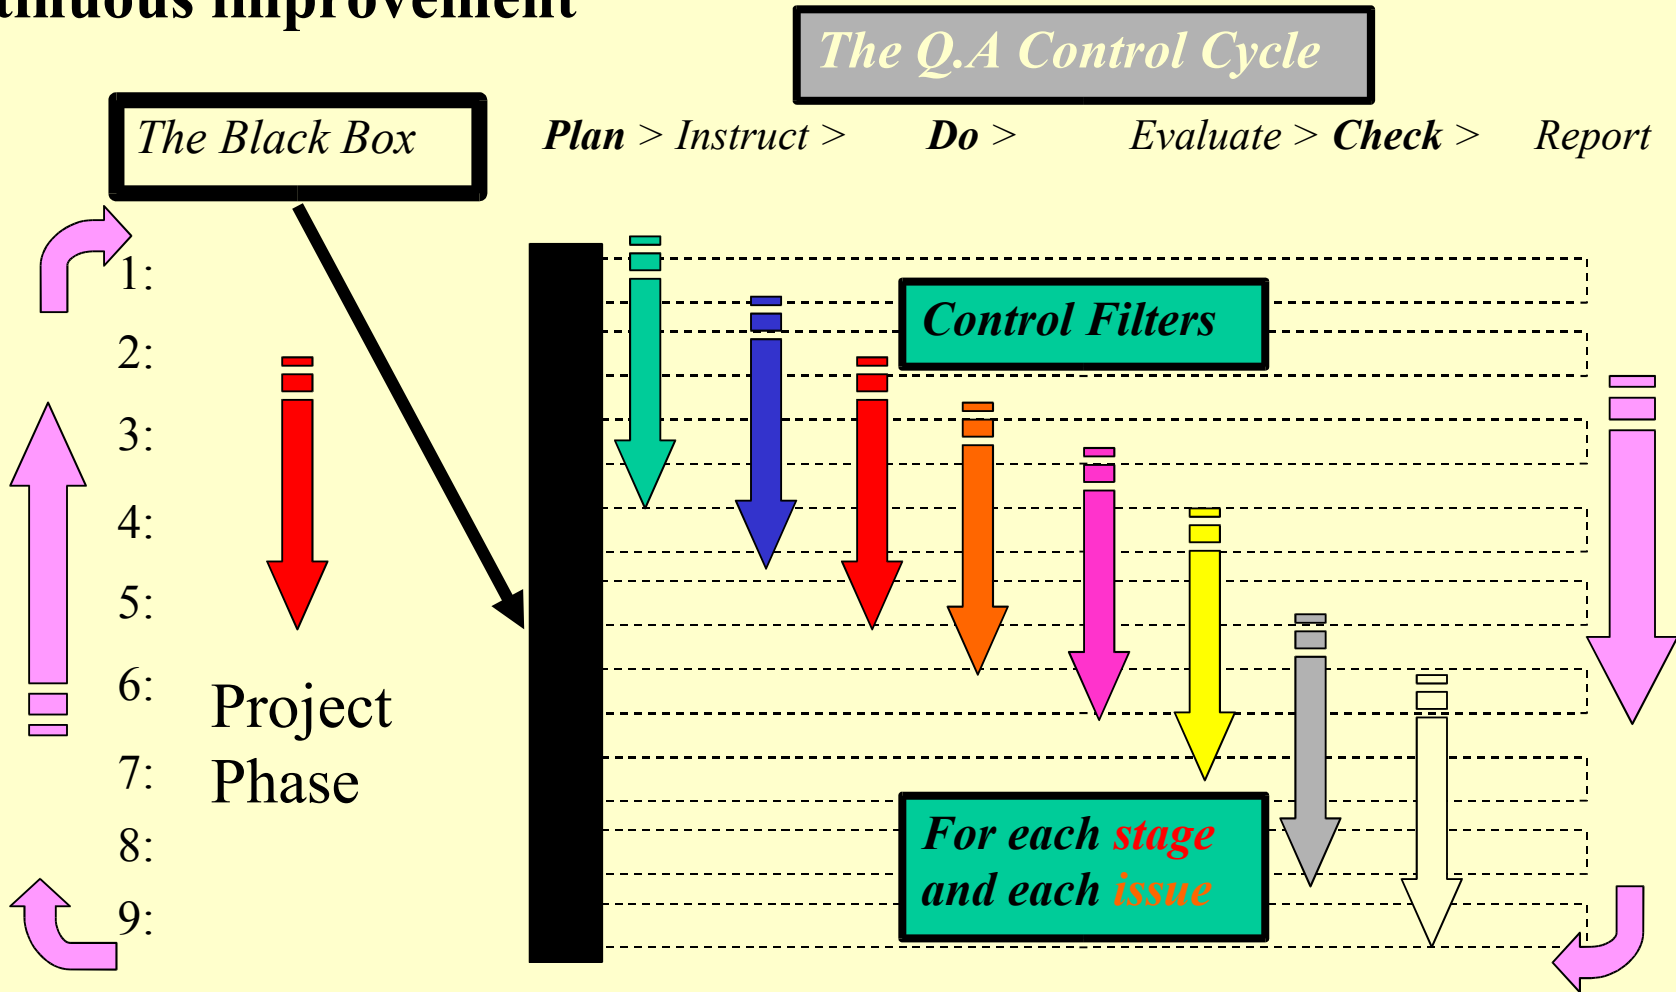 improvement
The Q.A Control Cycle
The Black Box
Plan > Instruct > Do > Evaluate > Check > Report
1:
Control Filters
2:
3:
4:
5:
6:
Project
Phase
7:
8:
For each stage
and each issue
9: